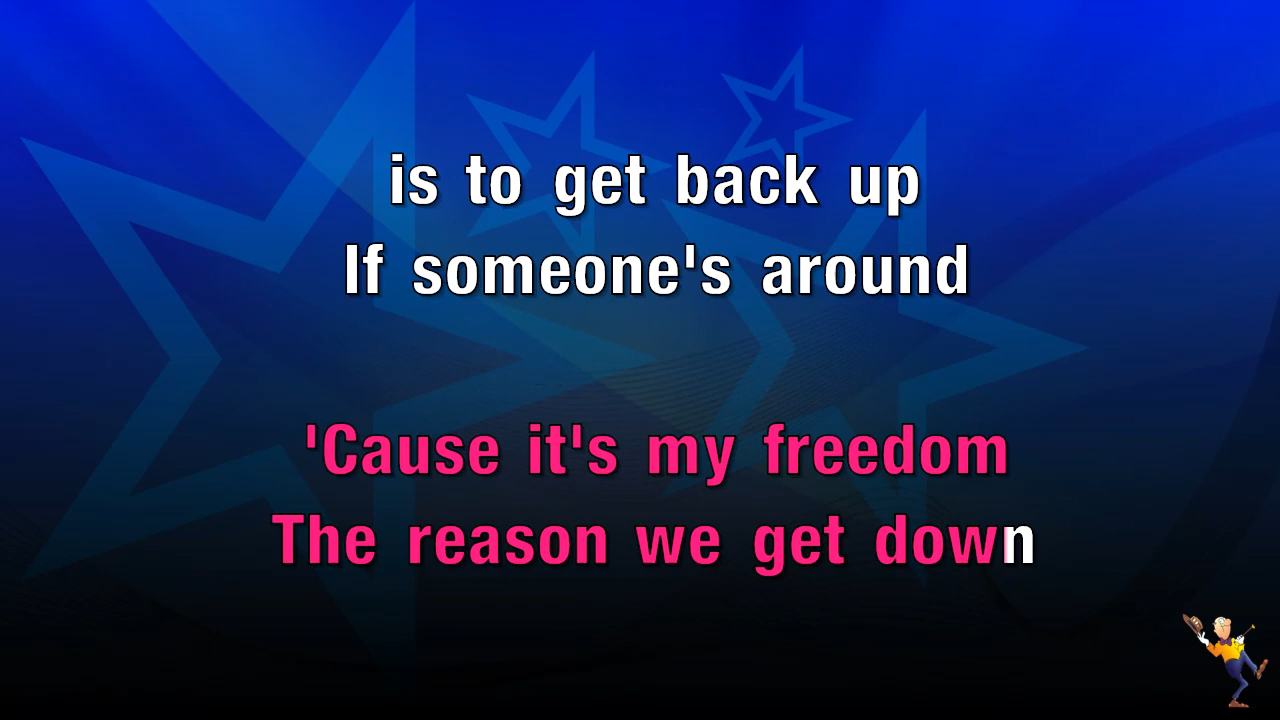 is to get back up
If someone's around
'Cause it's my freedom
The reason we get down